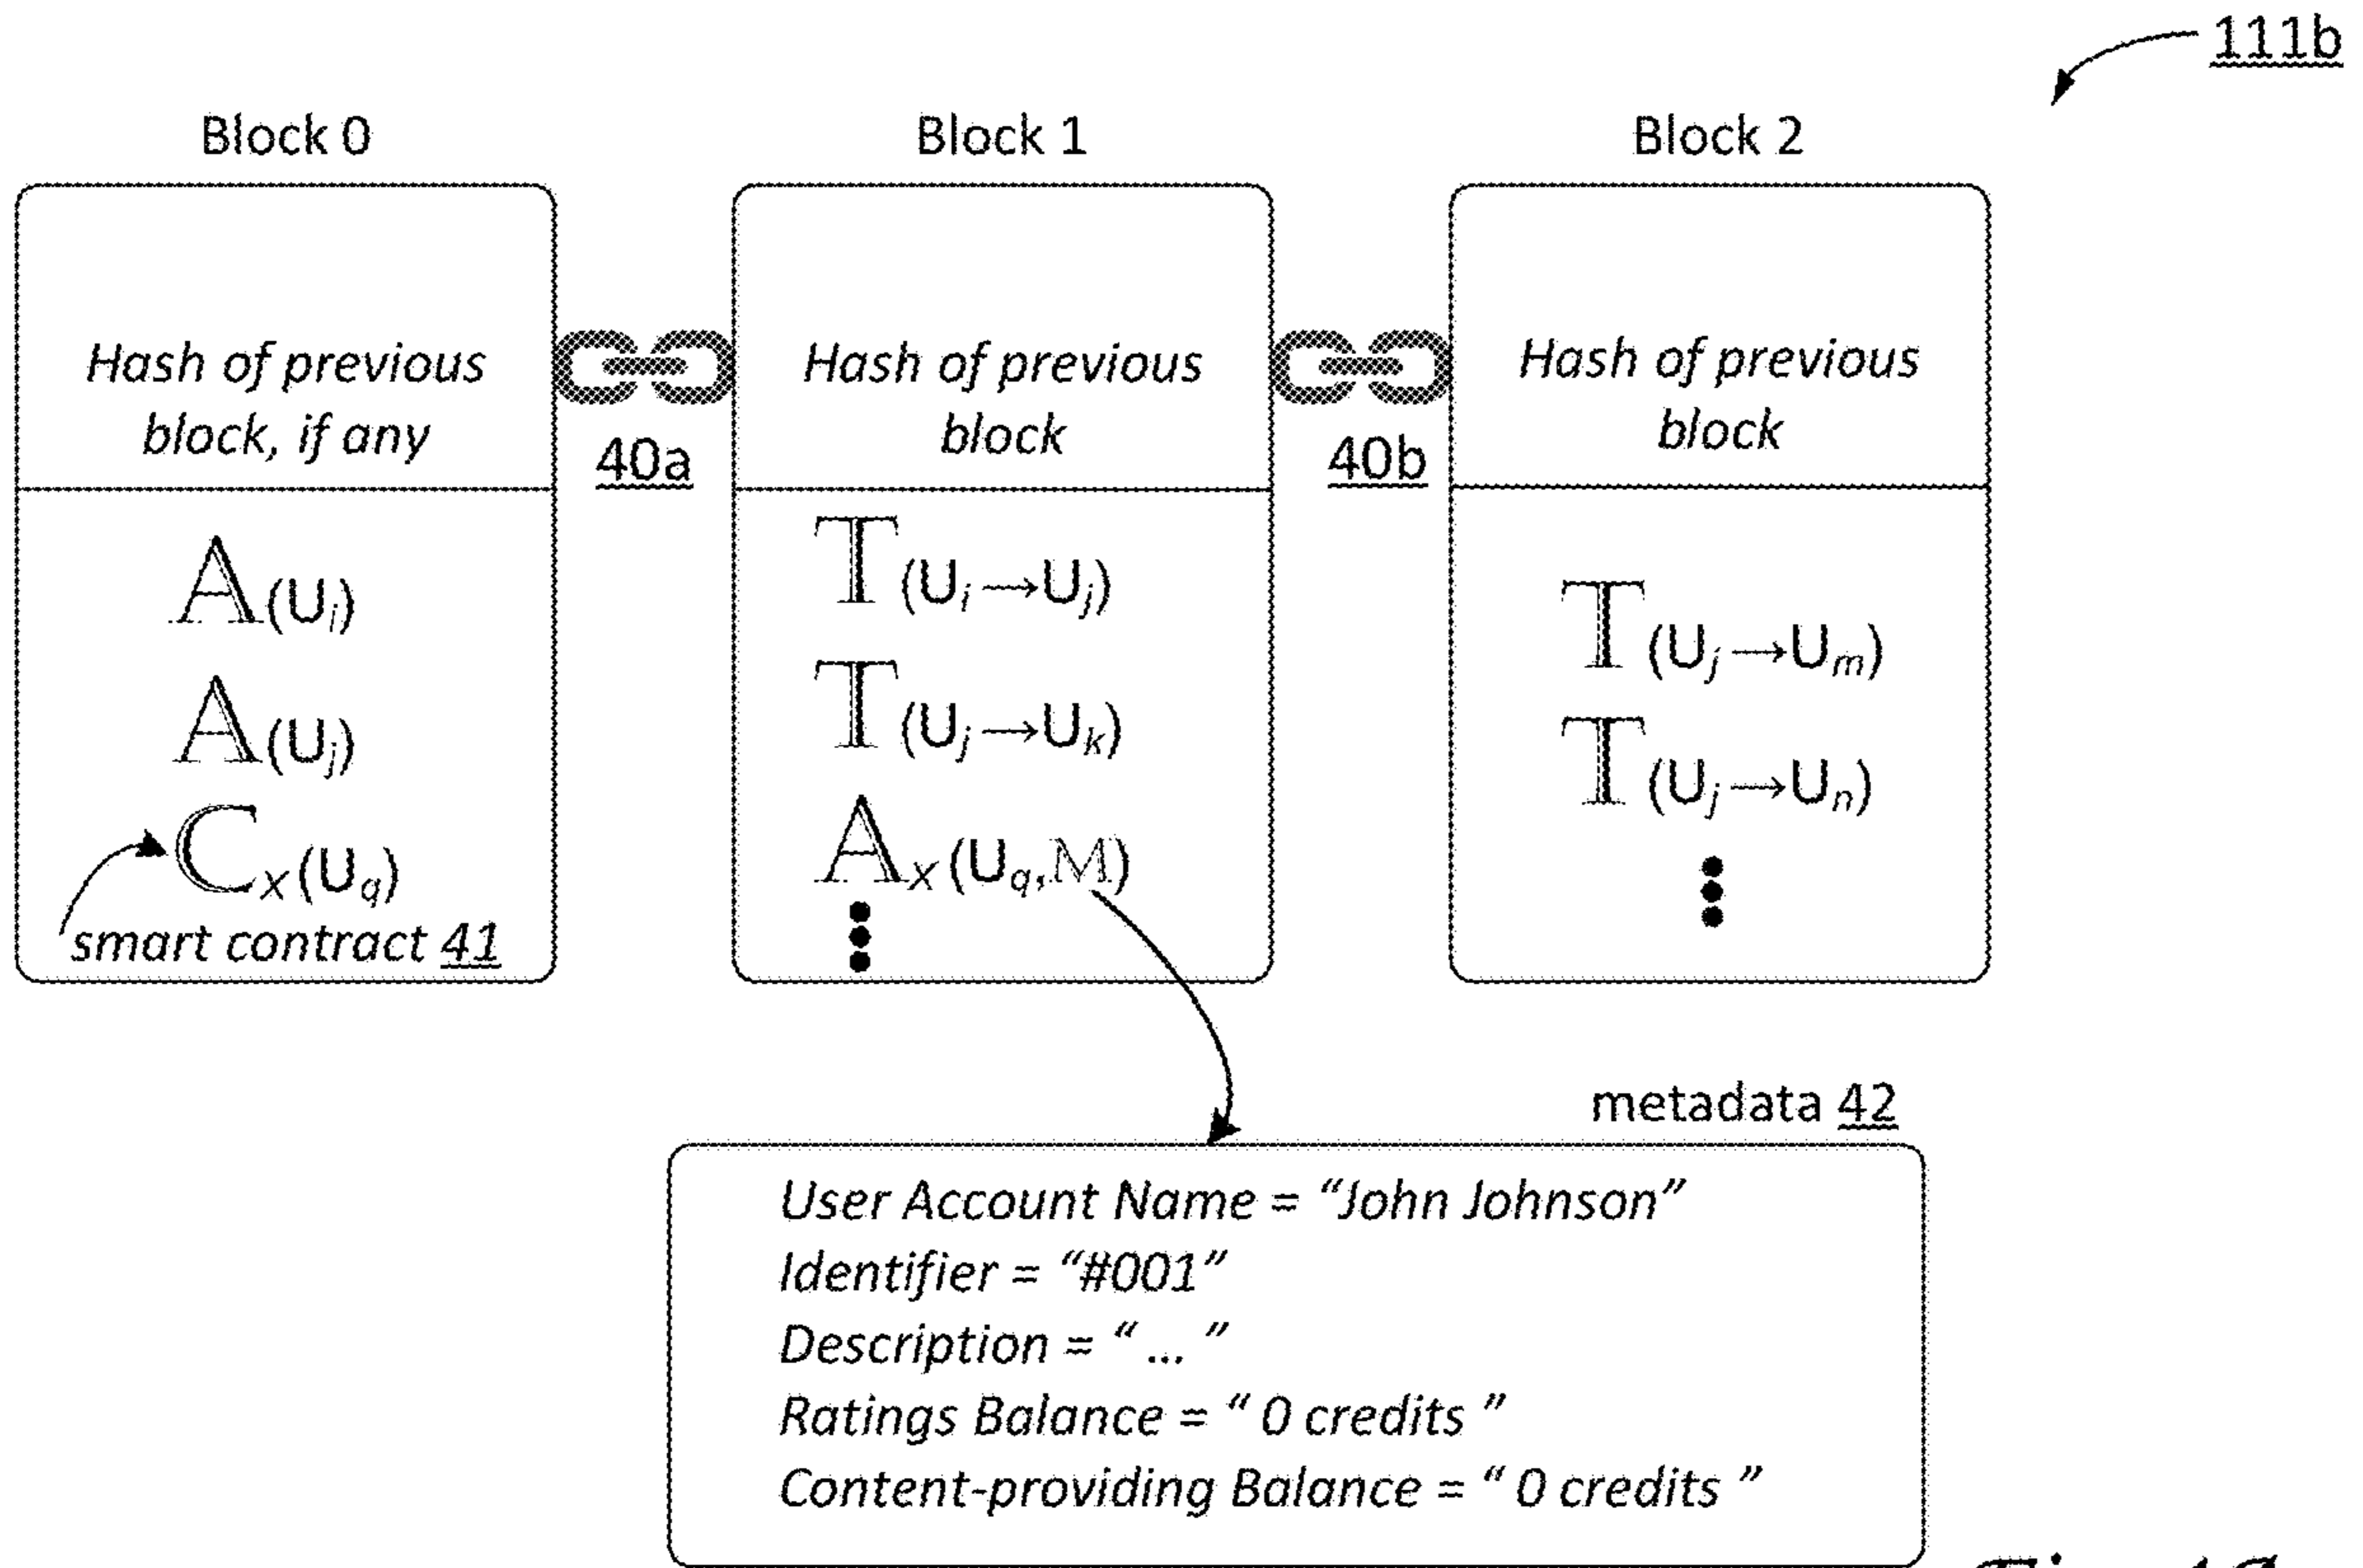 111b
Block 0
Block 1
Block 2
Hash of previous
block, if any
40a
Hash of previous
block
40b
Hash of previous
block
A(Ui)
A(Uj)
Cx(Uq)
smart contract 41
T(Ui→Uj)
T(Uj→Uk)
Ax(Uq,M)
T(Uj→Um)
T(Uj→Un)
metadata 42
User Account Name = “John Johnson”
Identifier = “#001”
Description = “ ... ”
Ratings Balance = “ 0 credits ”
Content-providing Balance = “ 0 credits ”